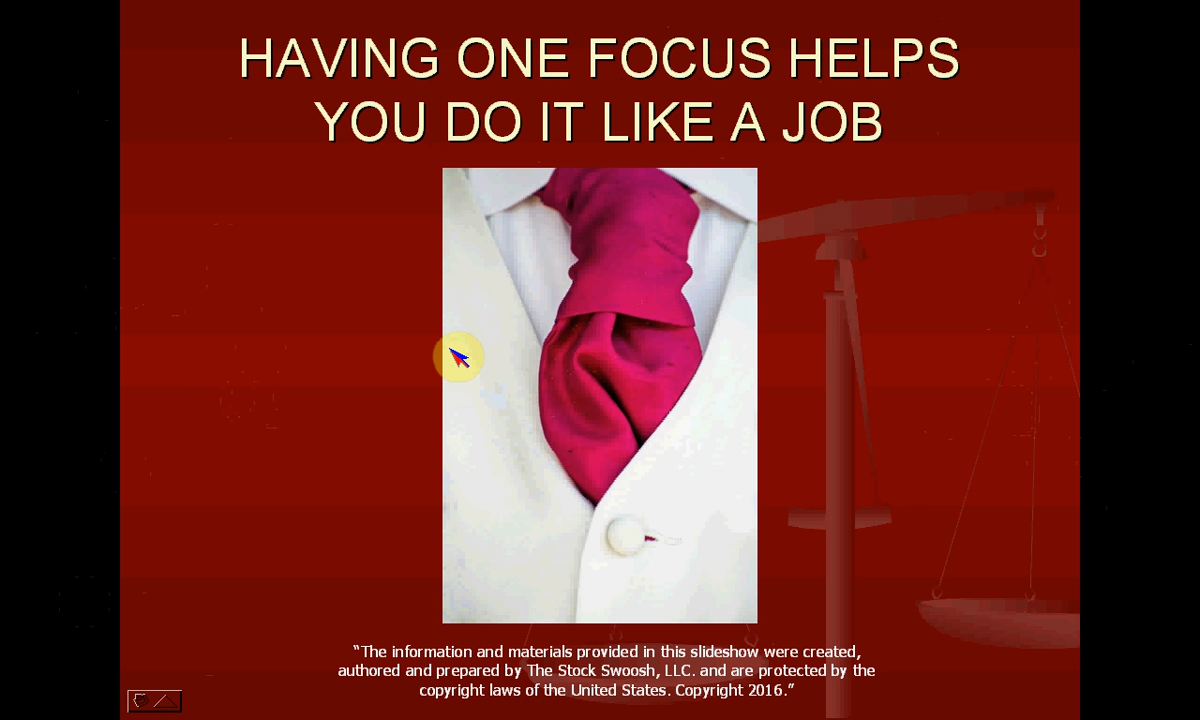 HAVING ONE FOCUS HELPS
YOU DO IT LIKE A JOB
“The information and materials provided in this slideshow were created,
authored and prepared by The Stock Swoosh, LLC. and are protected by the
copyright laws of the United States. Copyright 2016.”